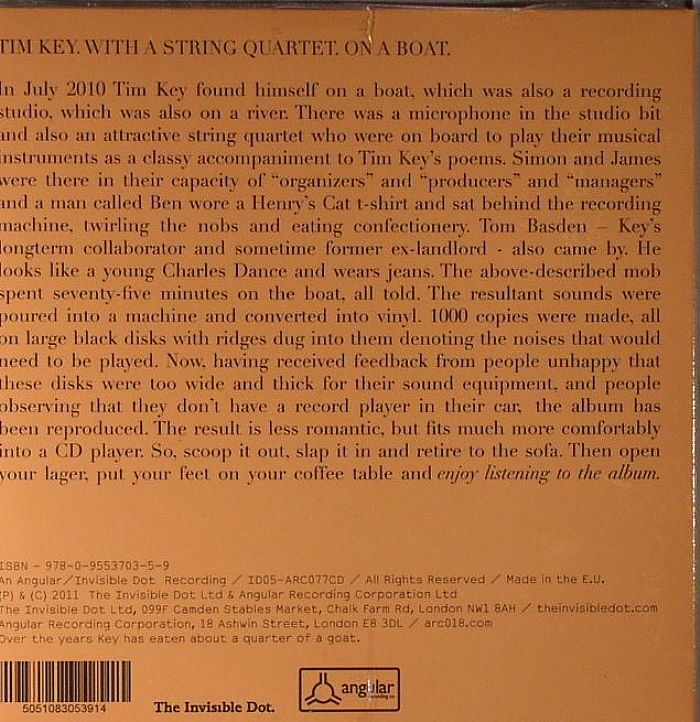 TIM KEY. WITH A STRING QUARTET. ON A BOAT.
In July 2010 Tim Key found himself on a boat, which was also a recording
studio, which was also on a river. There was a microphone in the studio bit
and also an attractive string quartet who were on board to play their musical
instruments as a classy accompaniment to Tim Key's poems. Simon and James
were there in their capacity of "organizers" and "producers" and "managers"
and a man called Ben wore a Henry's Cat t-shirt and sat behind the recording
machine, twirling the nobs and eating confectionery. Tom Basden – Key's
longterm collaborator and sometime former ex-landlord - also came by. He
looks like a young Charles Dance and wears jeans. The above-described mob
spent seventy-five minutes on the boat, all told. The resultant sounds were
poured into a machine and converted into vinyl. 1000 copies were made, all
on large black disks with ridges dug into them denoting the noises that would
need to be played. Now, having received feedback from people unhappy that
these disks were too wide and thick for their sound equipment, and people
observing that they don't have a record player in their car, the album has
been reproduced. The result is less romantic, but fits much more comfortably
into a CD player. So, scoop it out, slap it in and retire to the sofa. Then open
your lager, put your feet on your coffee table and enjoy listening to the album.
ISBN - 978-0-9553703-5-9
An Angular/Invisible Dot Recording / ID05-ARC077CD / All Rights Reserved / Made in the E.U.
(P) & (C) 2011 The Invisible Dot Ltd & Angular Recording Corporation Ltd
The Invisible Dot Ltd, 099F Camden Stables Market, Chalk Farm Rd, London NW1 8AH / theinvisibledot.com
Angular Recording Corporation, 18 Ashwin Street, London E8 3DL / arc018.com
Over the years Key has eaten about a quarter of a goat.
5051083053914
The Invisible Dot.
angular
recording co